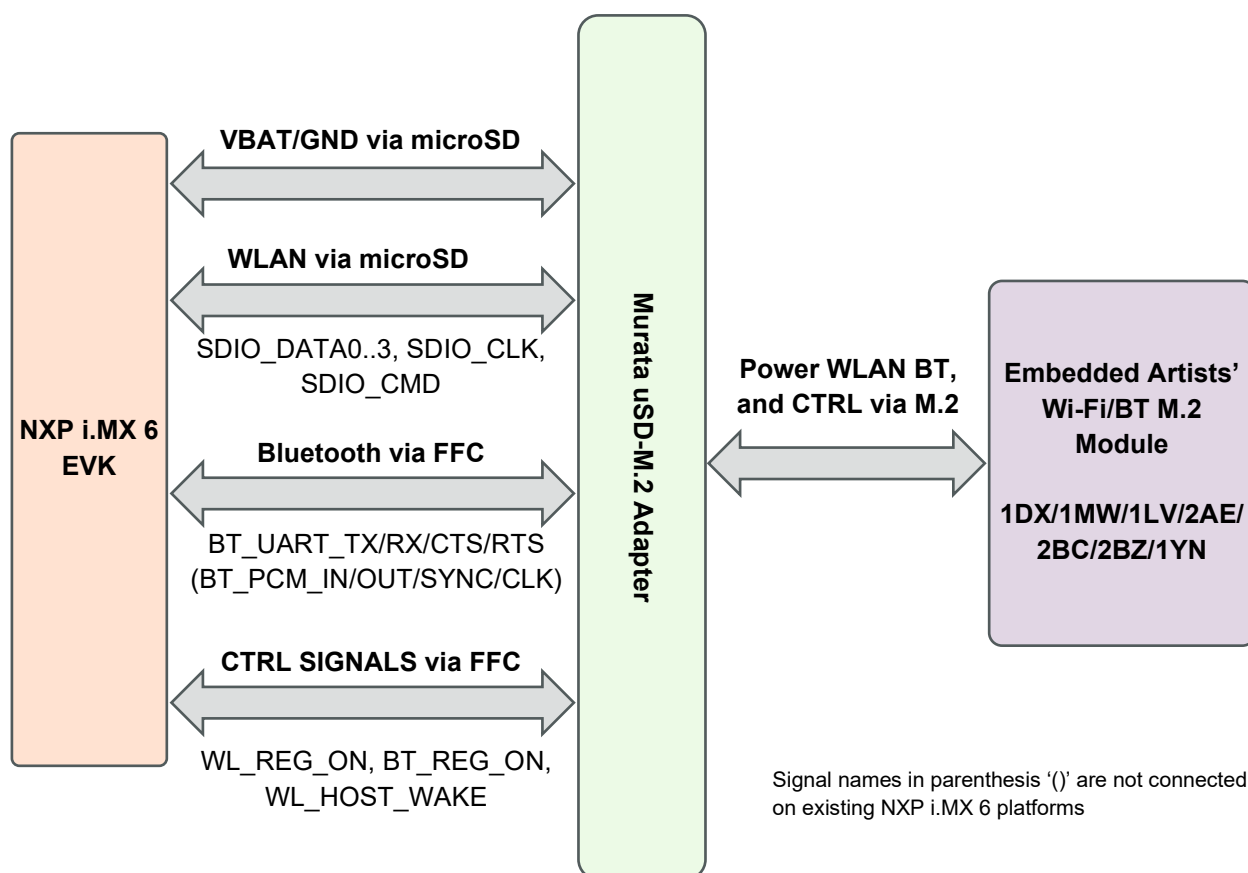 NXP i.MX 6
EVK
VBAT/GND via microSD
WLAN via microSD
SDIO_DATA0..3, SDIO_CLK,
SDIO_CMD
Bluetooth via FFC
BT_UART_TX/RX/CTS/RTS
(BT_PCM_IN/OUT/SYNC/CLK)
CTRL SIGNALS via FFC
WL_REG_ON, BT_REG_ON,
WL_HOST_WAKE
Murata uSD-M.2 Adapter
Power WLAN BT,
and CTRL via M.2
Embedded Artists’
Wi-Fi/BT M.2
Module
1DX/1MW/1LV/2AE/
2BC/2BZ/1YN
Signal names in parenthesis ‘()’ are not connected
on existing NXP i.MX 6 platforms